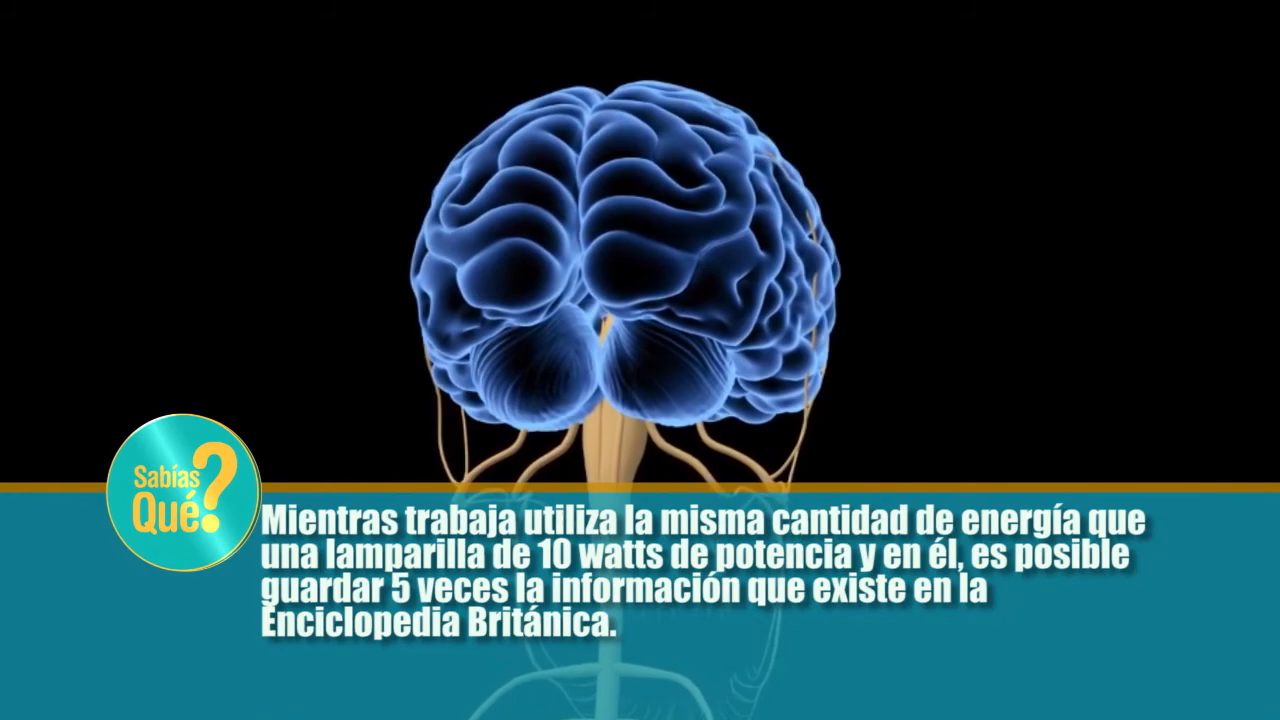 Sabías
Qué?
Mientras trabaja utiliza la misma cantidad de energía que
una lamparilla de 10 watts de potencia y en él, es posible
guardar 5 veces la información que existe en la
Enciclopedia Británica.